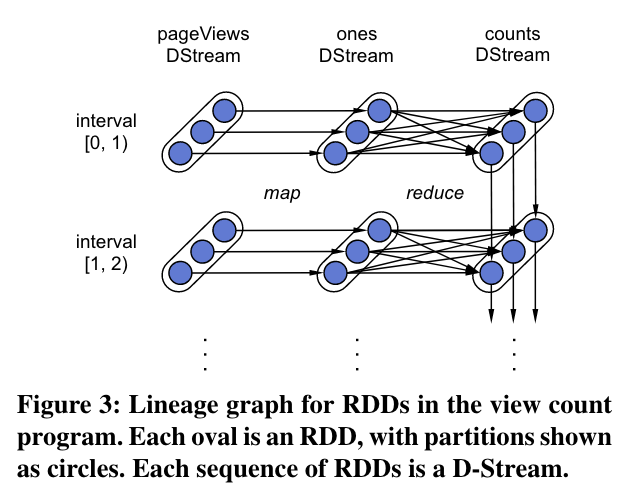 pageViews
DStream
ones
DStream
counts
DStream
interval
[0, 1)
map
reduce
interval
[1, 2)
Figure 3: Lineage graph for RDDs in the view count
program. Each oval is an RDD, with partitions shown
as circles. Each sequence of RDDs is a D-Stream.